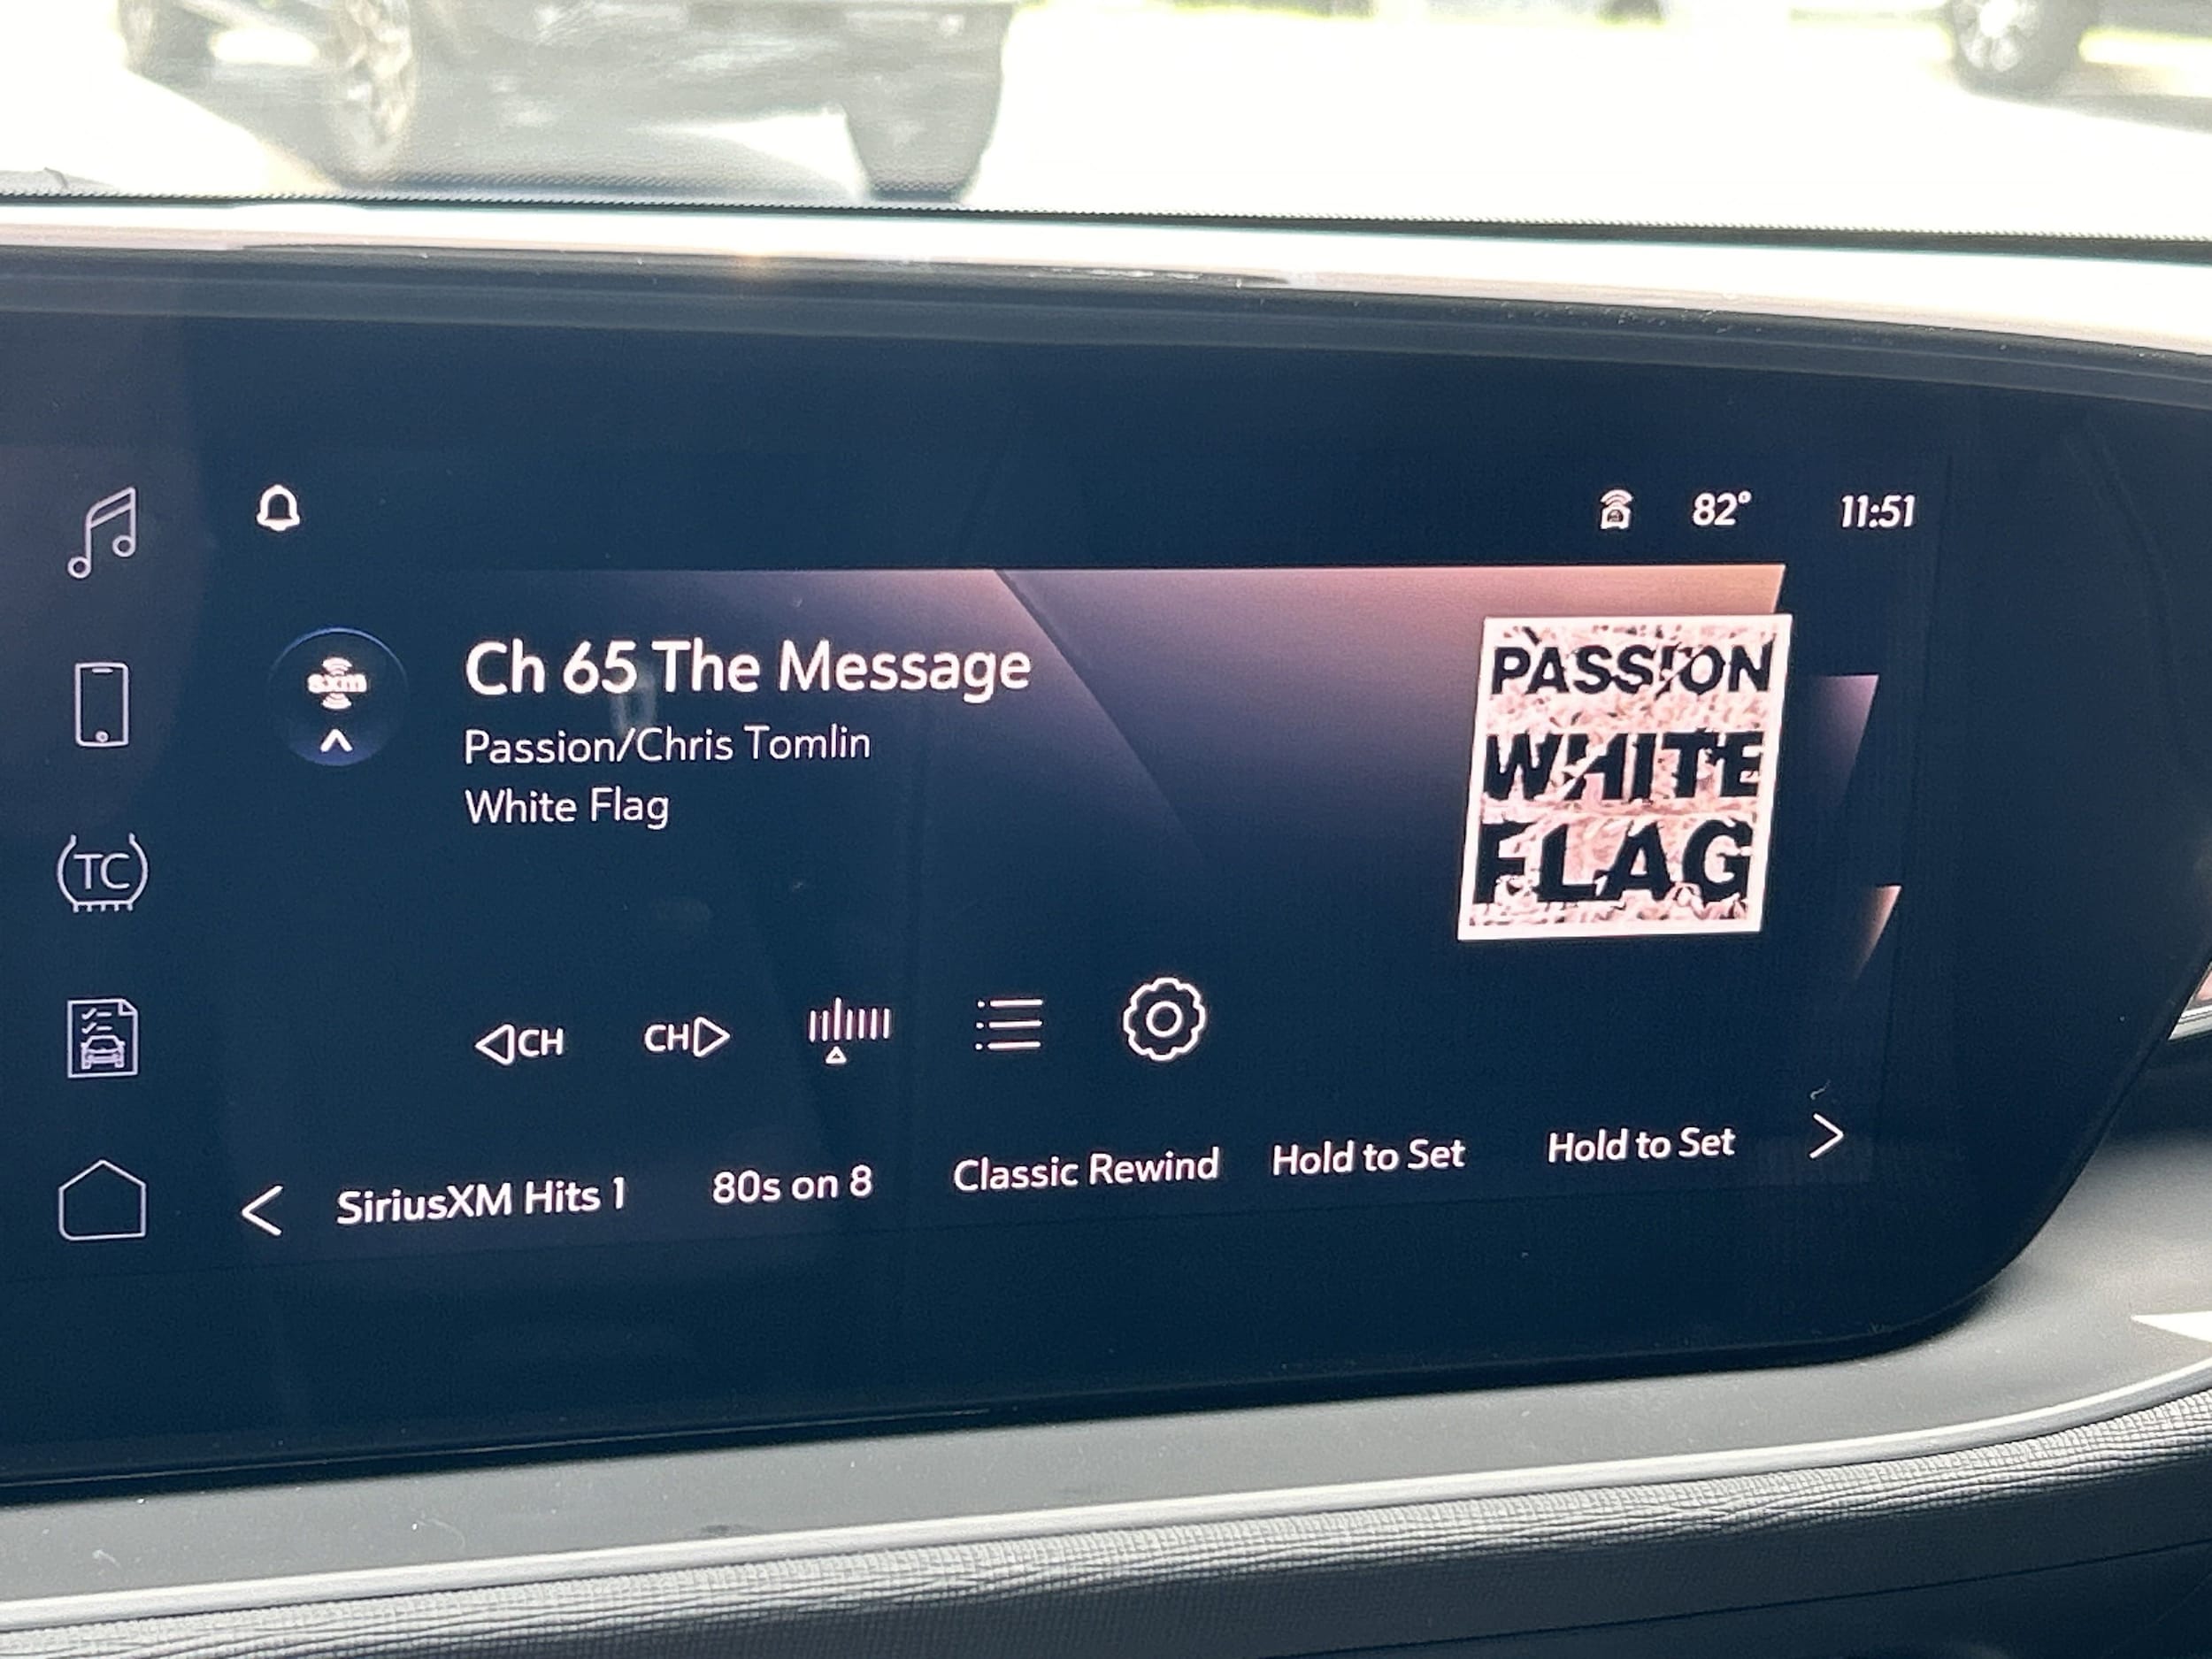 82° 11:51
sxm
Ch 65 The Message
Passion/Chris Tomlin
White Flag
PASSION
WHITE
FLAG
TC
CH CH
SiriusXM Hits 1 80s on 8 Classic Rewind Hold to Set Hold to Set